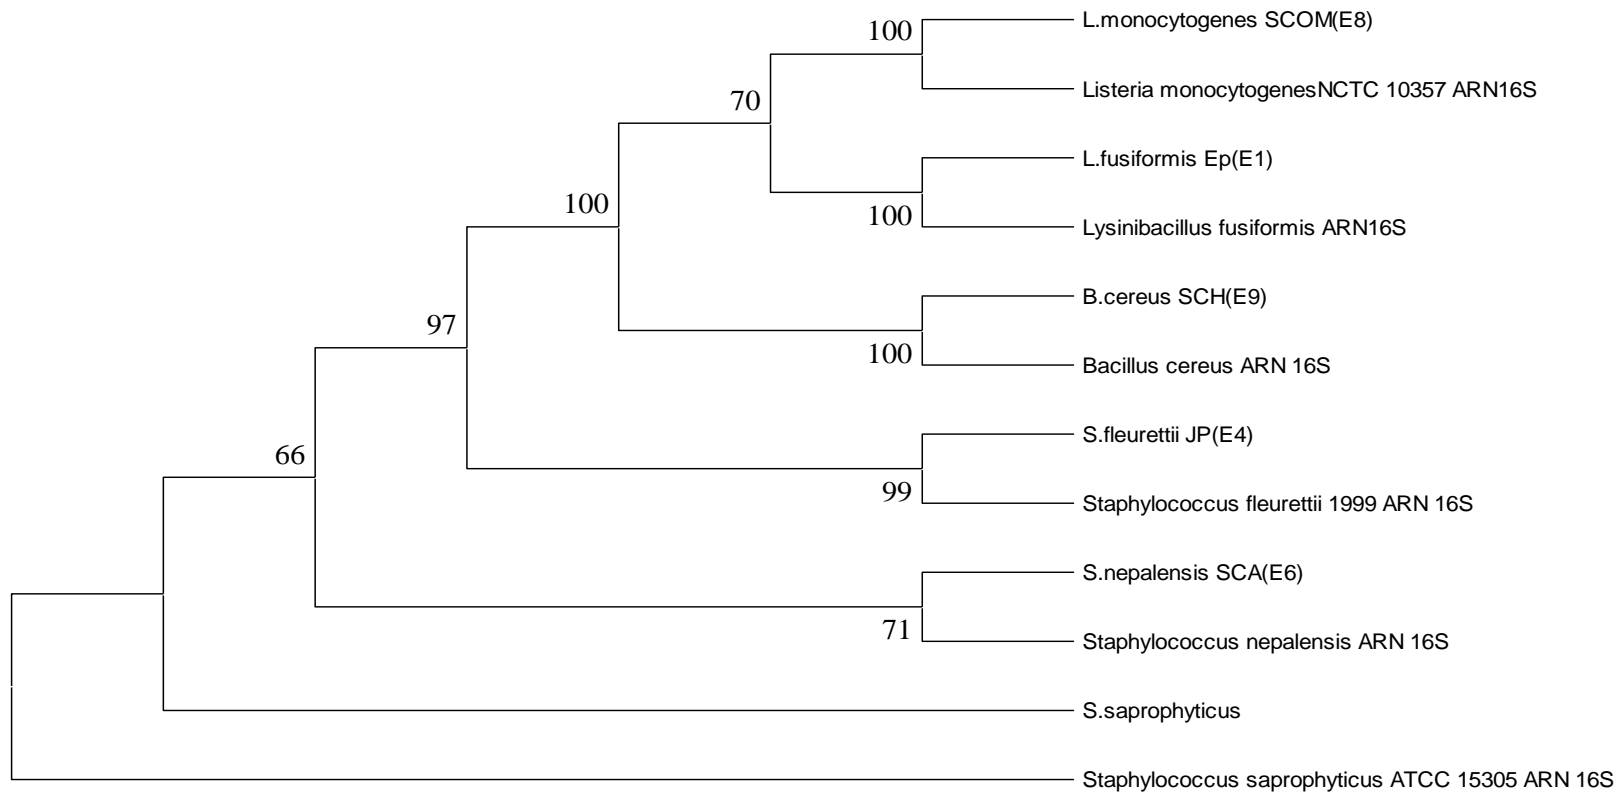 L.monocytogenes SCOM(E8)
100
Listeria monocytogenesNCTC 10357 ARN16S
70
L.fusiformis Ep(E1)
100
Lysinibacillus fusiformis ARN16S
100
B.cereus SCH(E9)
97
100
Bacillus cereus ARN 16S
S.fleurettii JP(E4)
66
99
Staphylococcus fleurettii 1999 ARN 16S
S.nepalensis SCA(E6)
71
Staphylococcus nepalensis ARN 16S
S.saprophyticus
Staphylococcus saprophyticus ATCC 15305 ARN 16S